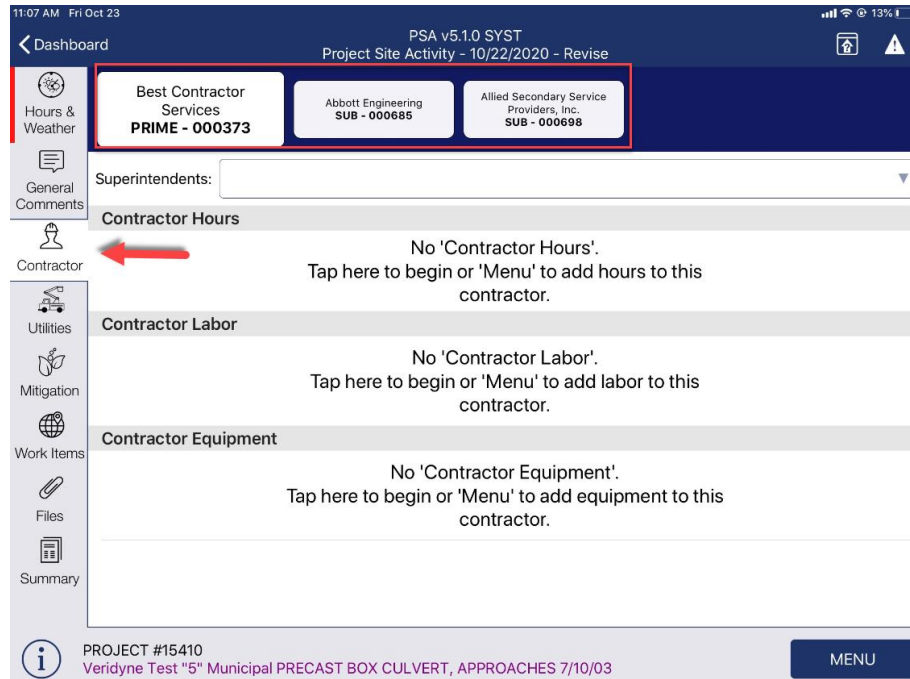 11:07 AM Fri Oct 23
13%
Dashboard
PSA v5.1.0 SYST
Project Site Activity - 10/22/2020 - Revise
Hours &
Weather
General
Comments
Contractor
Utilities
Mitigation
Work Items
Files
Summary
Best Contractor
Services
PRIME - 000373
Abbott Engineering
SUB - 000685
Allied Secondary Service
Providers, Inc.
SUB - 000698
Superintendents:
Contractor Hours
No 'Contractor Hours'.
Tap here to begin or 'Menu' to add hours to this
contractor.
Contractor Labor
No 'Contractor Labor'.
Tap here to begin or 'Menu' to add labor to this
contractor.
Contractor Equipment
No 'Contractor Equipment'.
Tap here to begin or 'Menu' to add equipment to this
contractor.
i
PROJECT #15410
Veridyne Test "5" Municipal PRECAST BOX CULVERT, APPROACHES 7/10/03
MENU